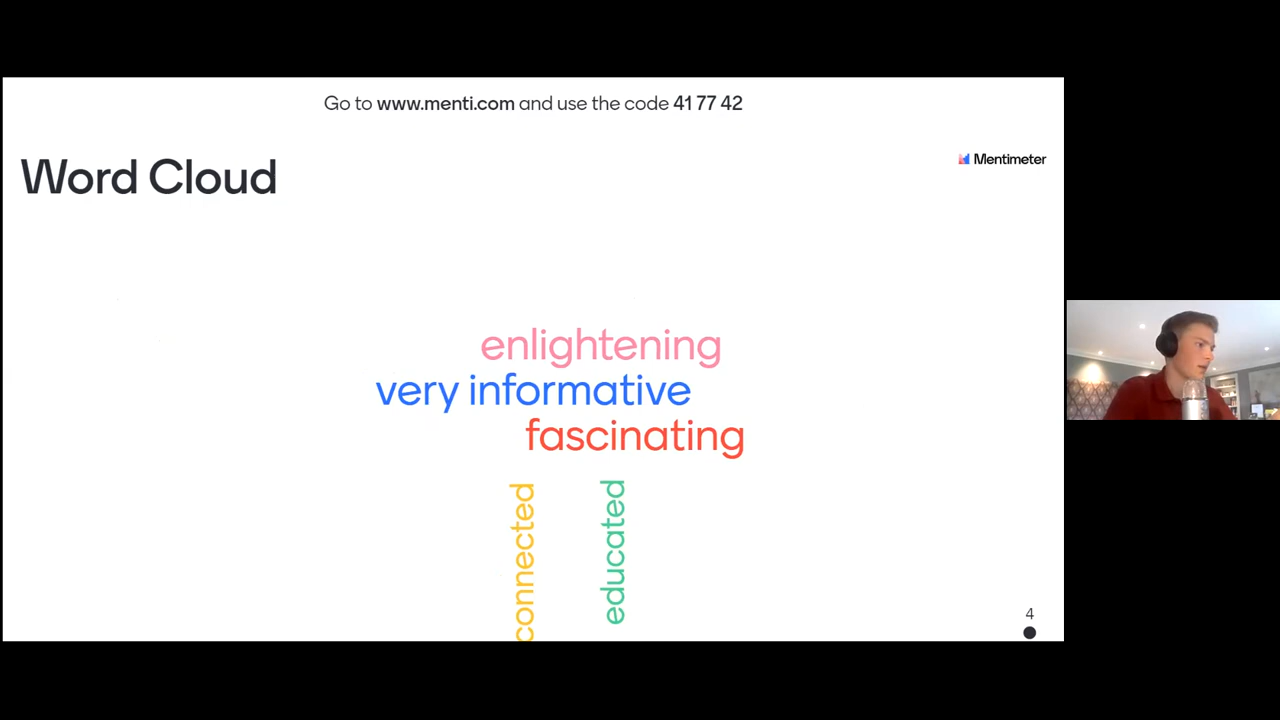 Go to www.menti.com and use the code 41 77 42
Word Cloud
Mentimeter
enlightening
very informative
fascinating
connected
educated
4